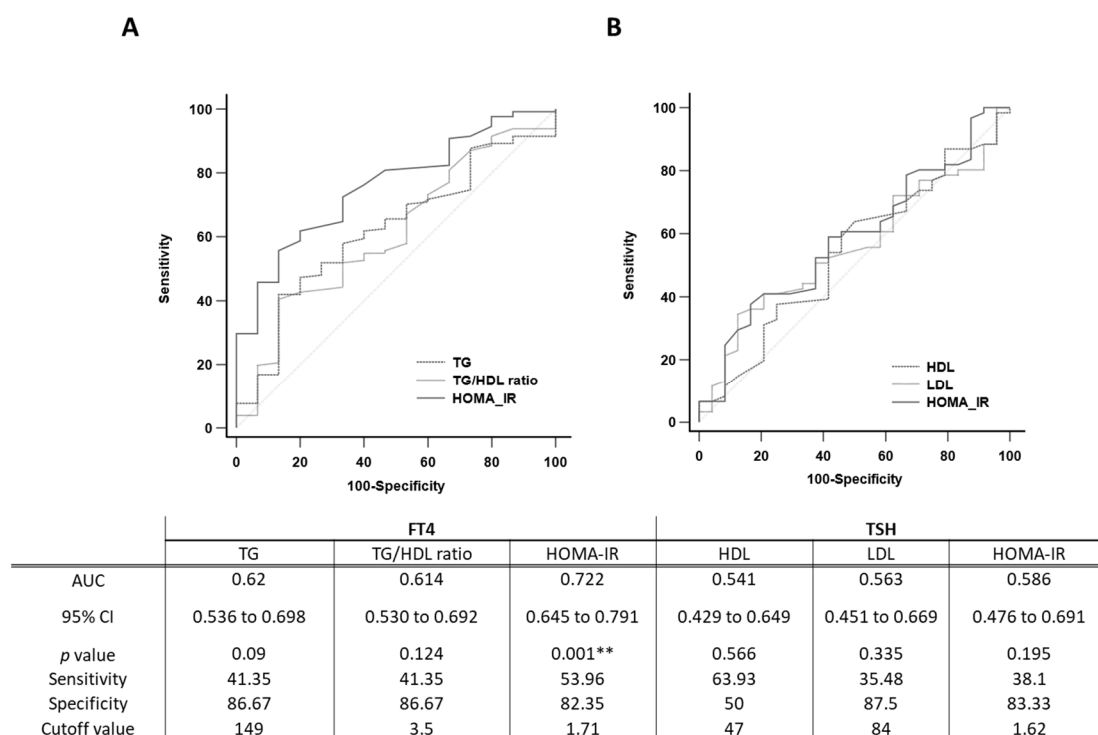 A
B
100
80
60
40
20
0
Sensitivity
TG
TG/HDL ratio
HOMA_IR
0 20 40 60 80 100
100-Specificity
100
80
60
40
20
0
Sensitivity
HDL
LDL
HOMA_IR
0 20 40 60 80 100
100-Specificity
FT4 TSH
TG TG/HDL ratio HOMA-IR HDL LDL HOMA-IR
AUC 0.62 0.614 0.722 0.541 0.563 0.586
95% CI 0.536 to 0.698 0.530 to 0.692 0.645 to 0.791 0.429 to 0.649 0.451 to 0.669 0.476 to 0.691
p value 0.09 0.124 0.001** 0.566 0.335 0.195
Sensitivity 41.35 41.35 53.96 63.93 35.48 38.1
Specificity 86.67 86.67 82.35 50 87.5 83.33
Cutoff value 149 3.5 1.71 47 84 1.62